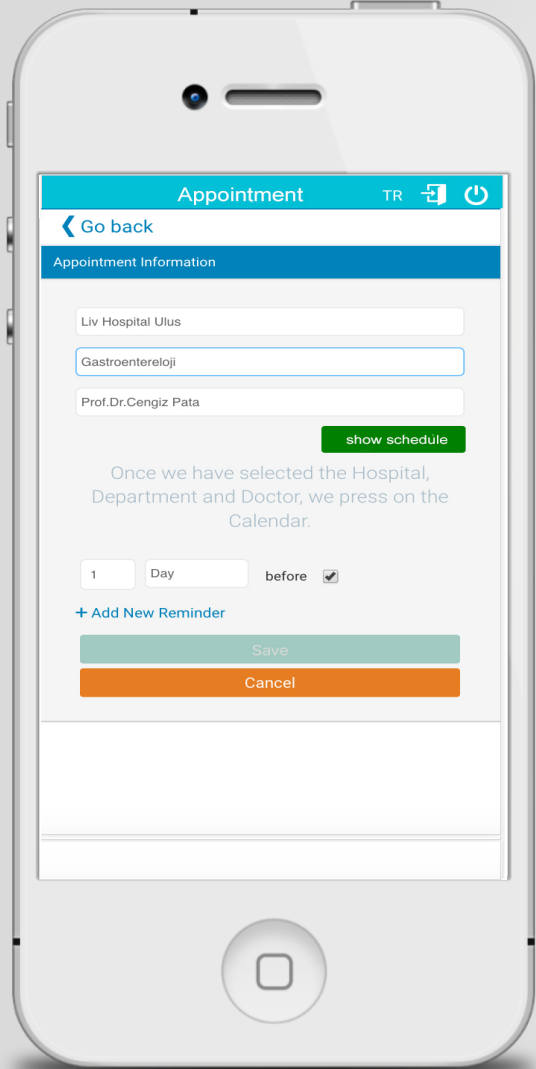 Appointment TR
Go back
Appointment Information
Liv Hospital Ulus
Gastroentereloji
Prof.Dr.Cengiz Pata
show schedule
Once we have selected the Hospital,
Department and Doctor, we press on the
Calendar.
1 Day before
+ Add New Reminder
Save
Cancel